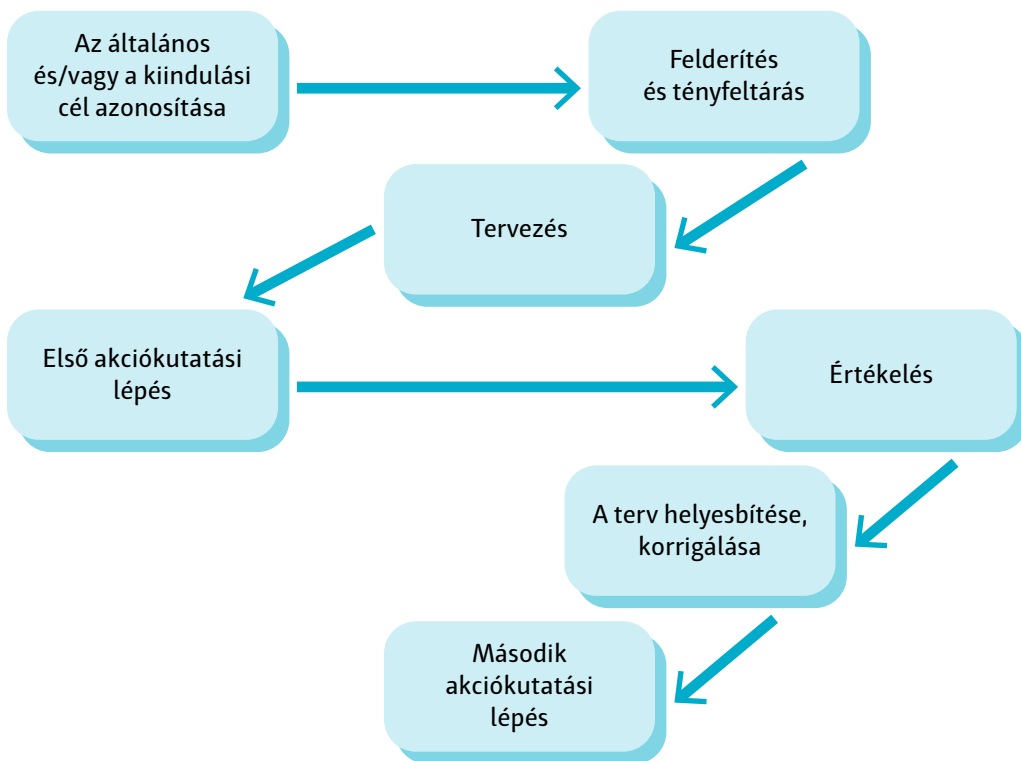 Az általános
és/vagy a kiindulási
cél azonosítása
Felderítés
és tényfeltárás
Tervezés
Első akciókutatási
lépés
Értékelés
A terv helyesbítése,
korrigálása
Második
akciókutatási
lépés